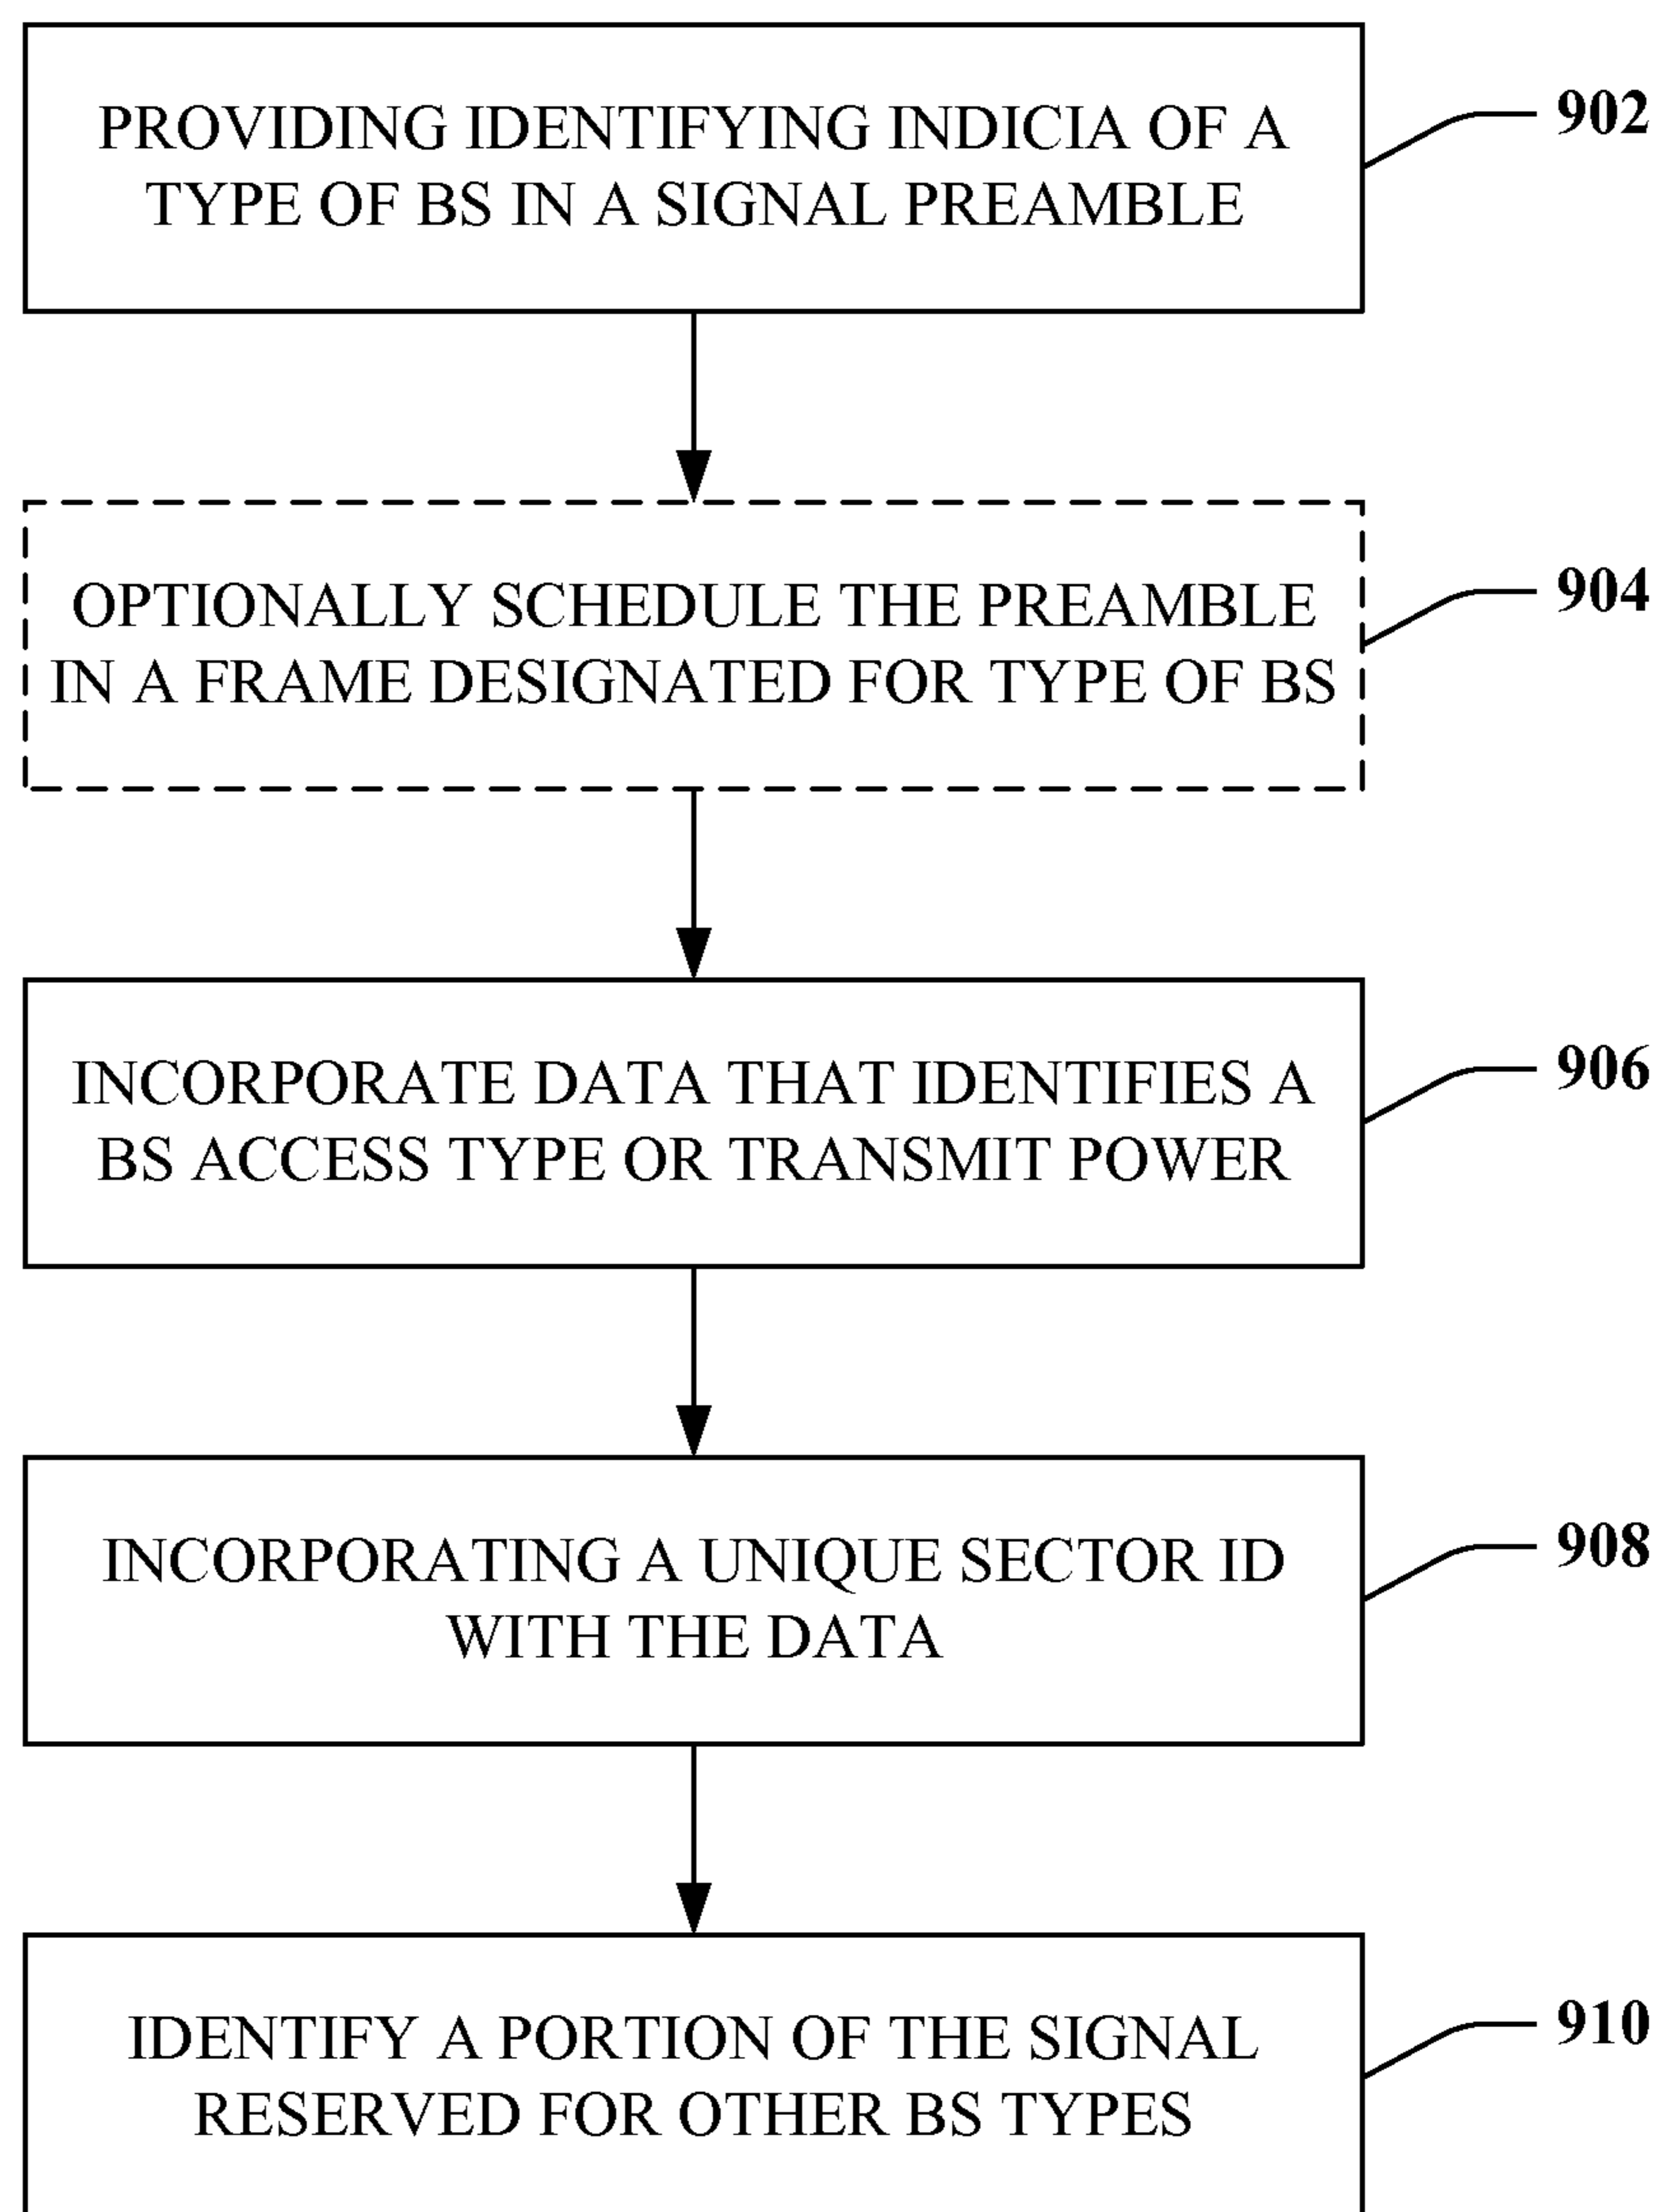 PROVIDING IDENTIFYING INDICIA OF A
TYPE OF BS IN A SIGNAL PREAMBLE
902
OPTIONALLY SCHEDULE THE PREAMBLE
IN A FRAME DESIGNATED FOR TYPE OF BS
904
INCORPORATE DATA THAT IDENTIFIES A
BS ACCESS TYPE OR TRANSMIT POWER
906
INCORPORATING A UNIQUE SECTOR ID
WITH THE DATA
908
IDENTIFY A PORTION OF THE SIGNAL
RESERVED FOR OTHER BS TYPES
910